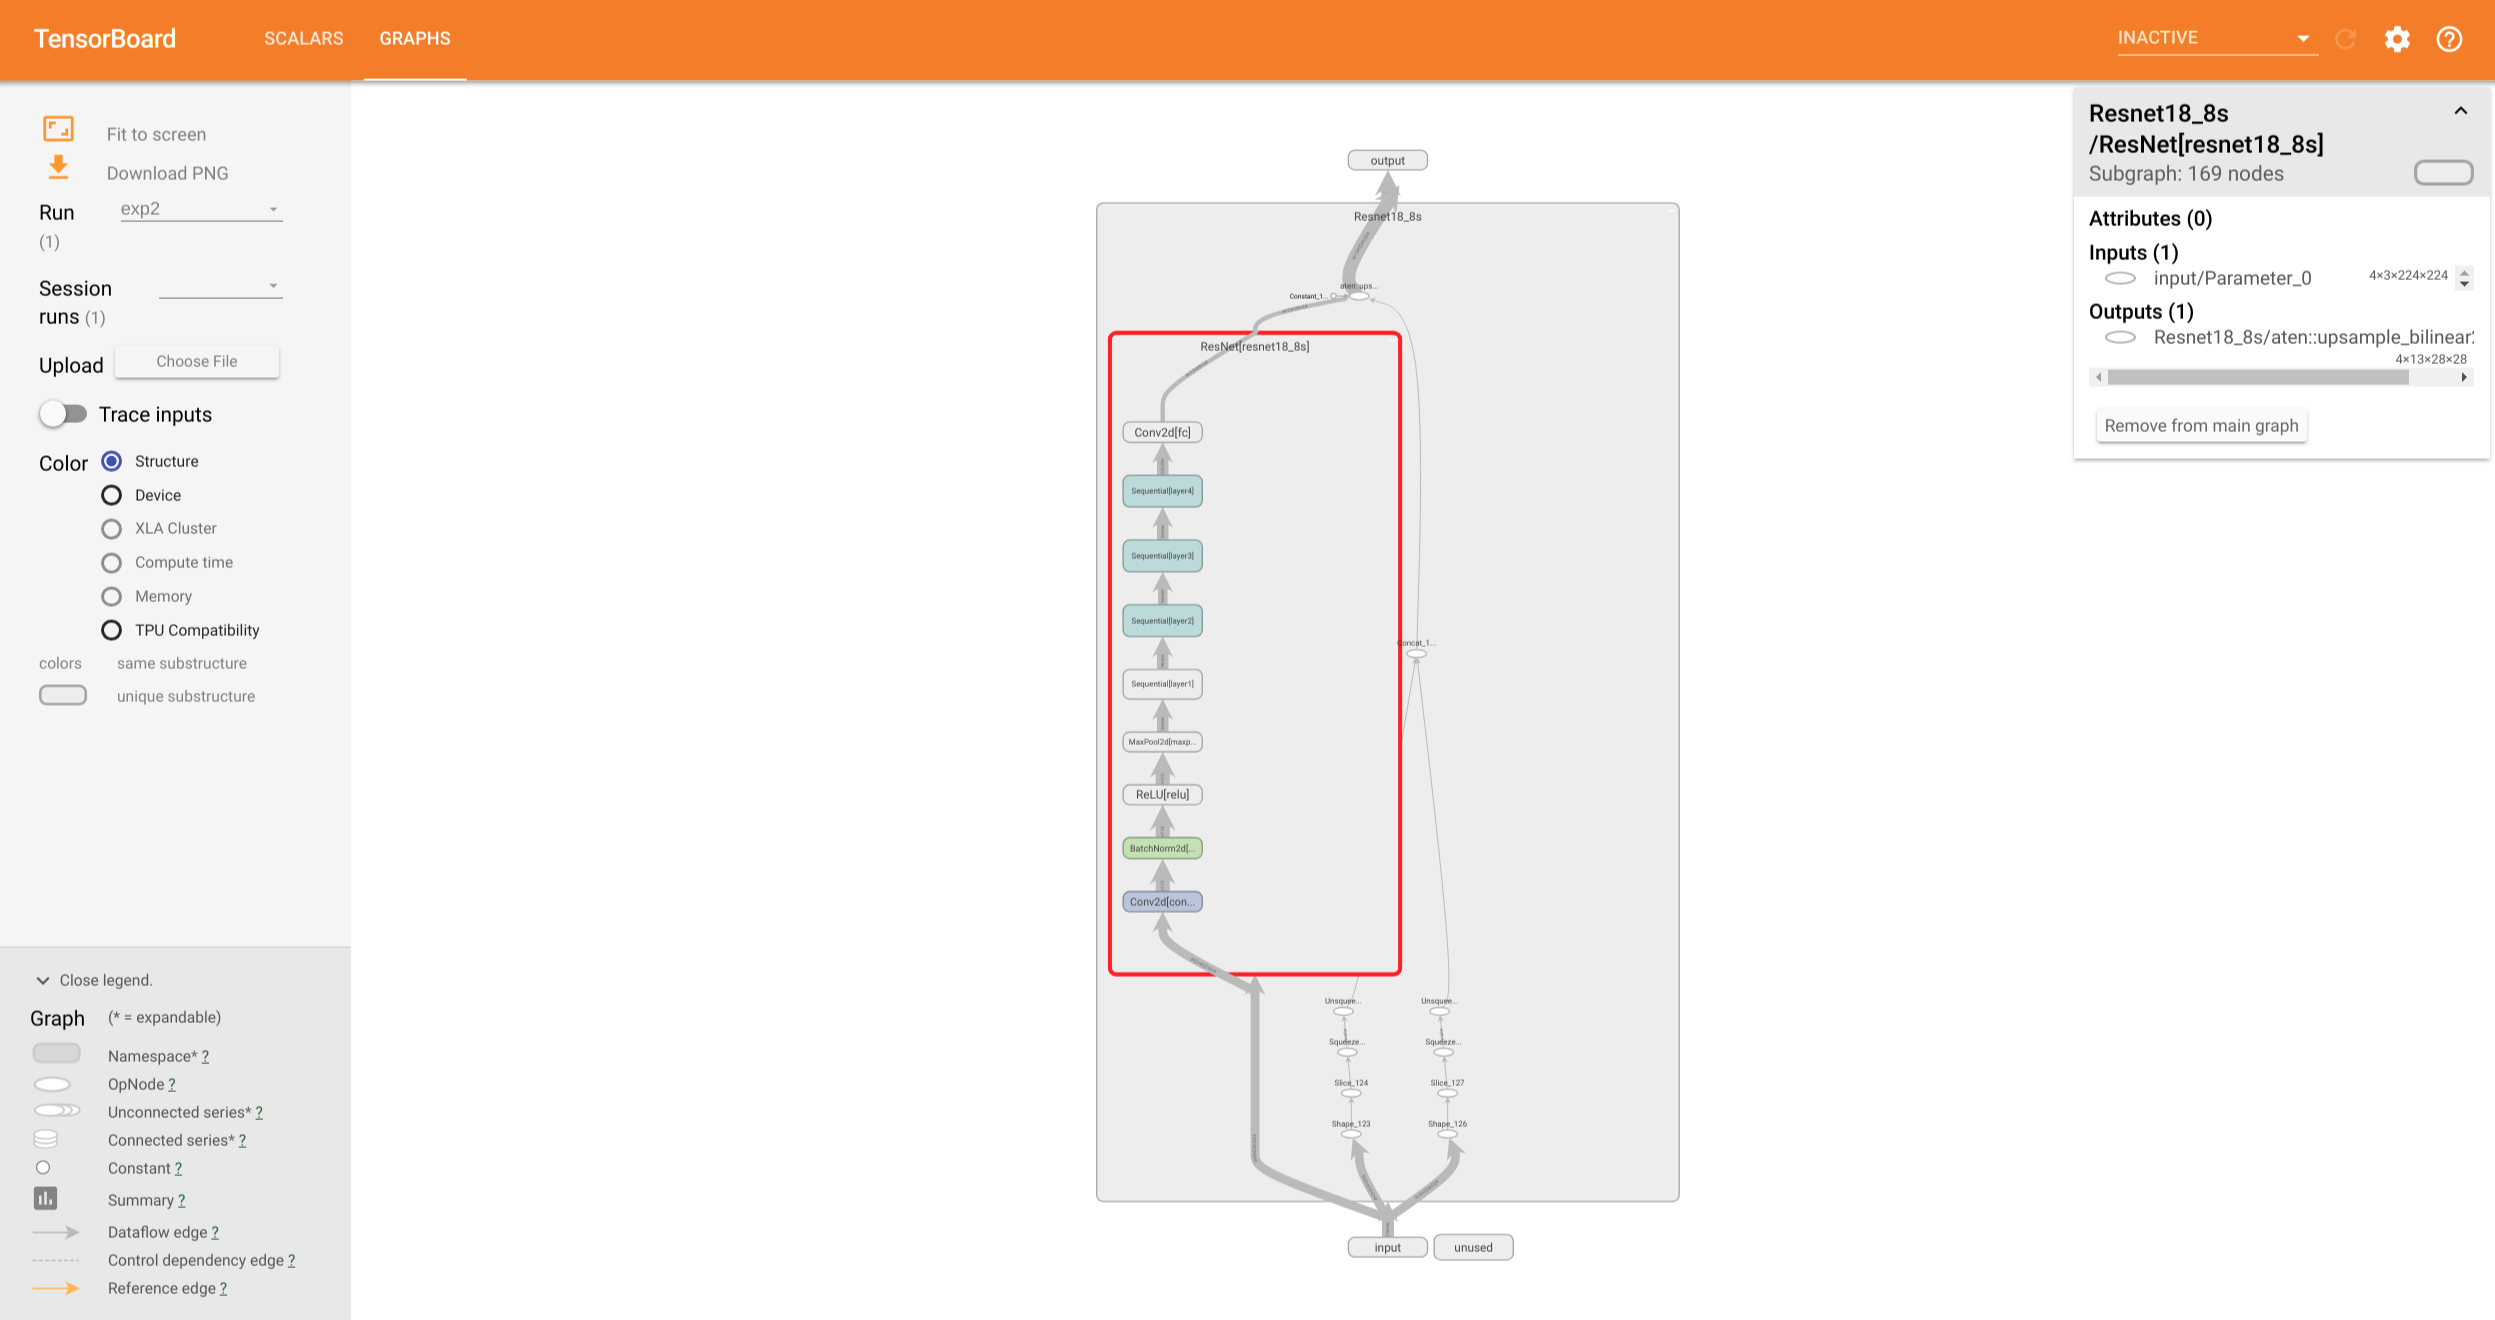 TensorBoard
SCALARS
GRAPHS
INACTIVE
Fit to screen
Download PNG
Run
(1)
exp2
Session
runs (1)
Upload
Choose File
Trace inputs
Color
Structure
Device
XLA Cluster
Compute time
Memory
TPU Compatibility
colors
same substructure
unique substructure
Close legend.
Graph
(* = expandable)
Namespace* ?
OpNode ?
Unconnected series* ?
Connected series* ?
Constant ?
Summary ?
Dataflow edge ?
Control dependency edge ?
Reference edge ?
output
Resnet18_8s
aten:ups...
Constant_1...
ResNet[resnet18_8s]
Conv2d[fc]
Sequential[layer4]
Sequential[layer3]
Sequential[layer2]
Concat_1...
Sequential[layer1]
MaxPool2d[maxp...
ReLU[relu]
BatchNorm2d[...
Conv2d[con...
Unsquee...
Unsquee...
Squeeze...
Squeeze...
Slice_124
Slice_127
Shape_123
Shape_126
input
unused
Resnet18_8s
/ResNet[resnet18_8s]
Subgraph: 169 nodes
Attributes (0)
Inputs (1)
input/Parameter_0
4×3×224×224
Outputs (1)
Resnet18_8s/aten::upsample_bilinear
4×13×28×28
Remove from main graph